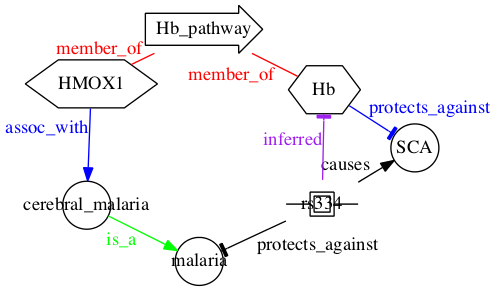 Hb_pathway
member_of
HMOX1
member_of
Hb
assoc_with
protects_against
inferred
SCA
causes
cerebral_malaria
rs334
is_a
protects_against
malaria